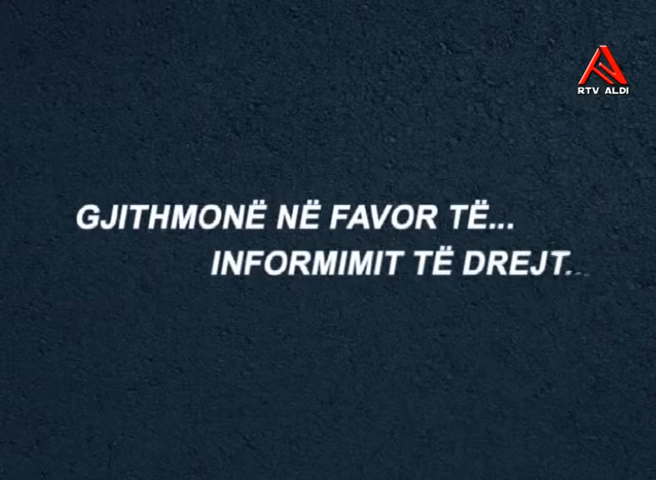 RTV ALDI
GJITHMONË NË FAVOR TË...
INFORMIMIT TË DREJT...